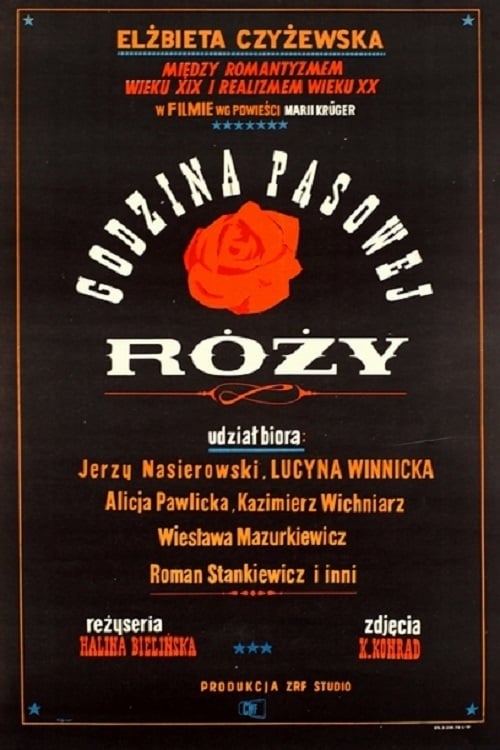 ELŻBIETA CZYŻEWSKA
MIĘDZY ROMANTYZMEM
WIEKU XIX I REALIZMEM WIEKU XX
W FILMIE WG POWIEŚCI MARII KRÜGER
GODZINA PĄSOWEJ
RÓŻY
udział biorą:
Jerzy Nasierowski, LUCYNA WINNICKA
Alicja Pawlicka, Kazimierz Wichniarz
Wiesława Mazurkiewicz
Roman Stankiewicz i inni
reżyseria
HALINA BIELIŃSKA
zdjęcia
K. KONRAD
PRODUKCJA ZRF STUDIO
CWF